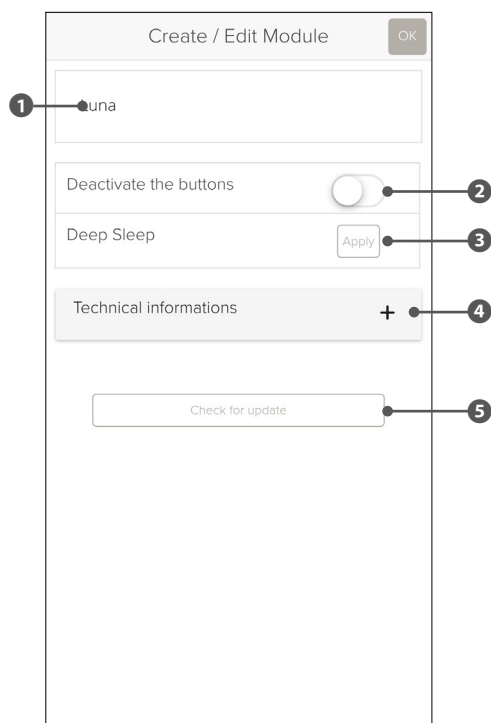 Create / Edit Module
OK
1
Luna
Deactivate the buttons
2
Deep Sleep
Apply
3
Technical informations
+
4
Check for update
5